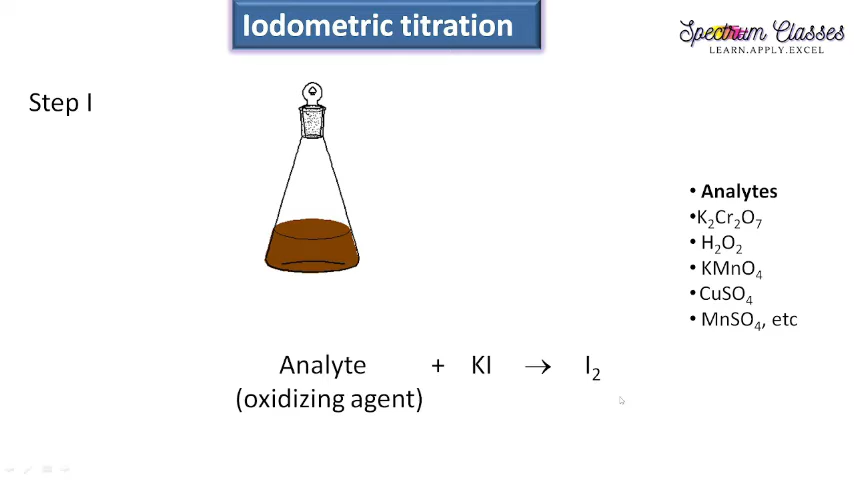 Iodometric titration
Spectrum Classes
LEARN.APPLY.EXCEL
Step I
• Analytes
•K₂Cr₂O₇
• H₂O₂
• KMnO₄
• CuSO₄
• MnSO₄, etc
Analyte + KI → I₂
(oxidizing agent)